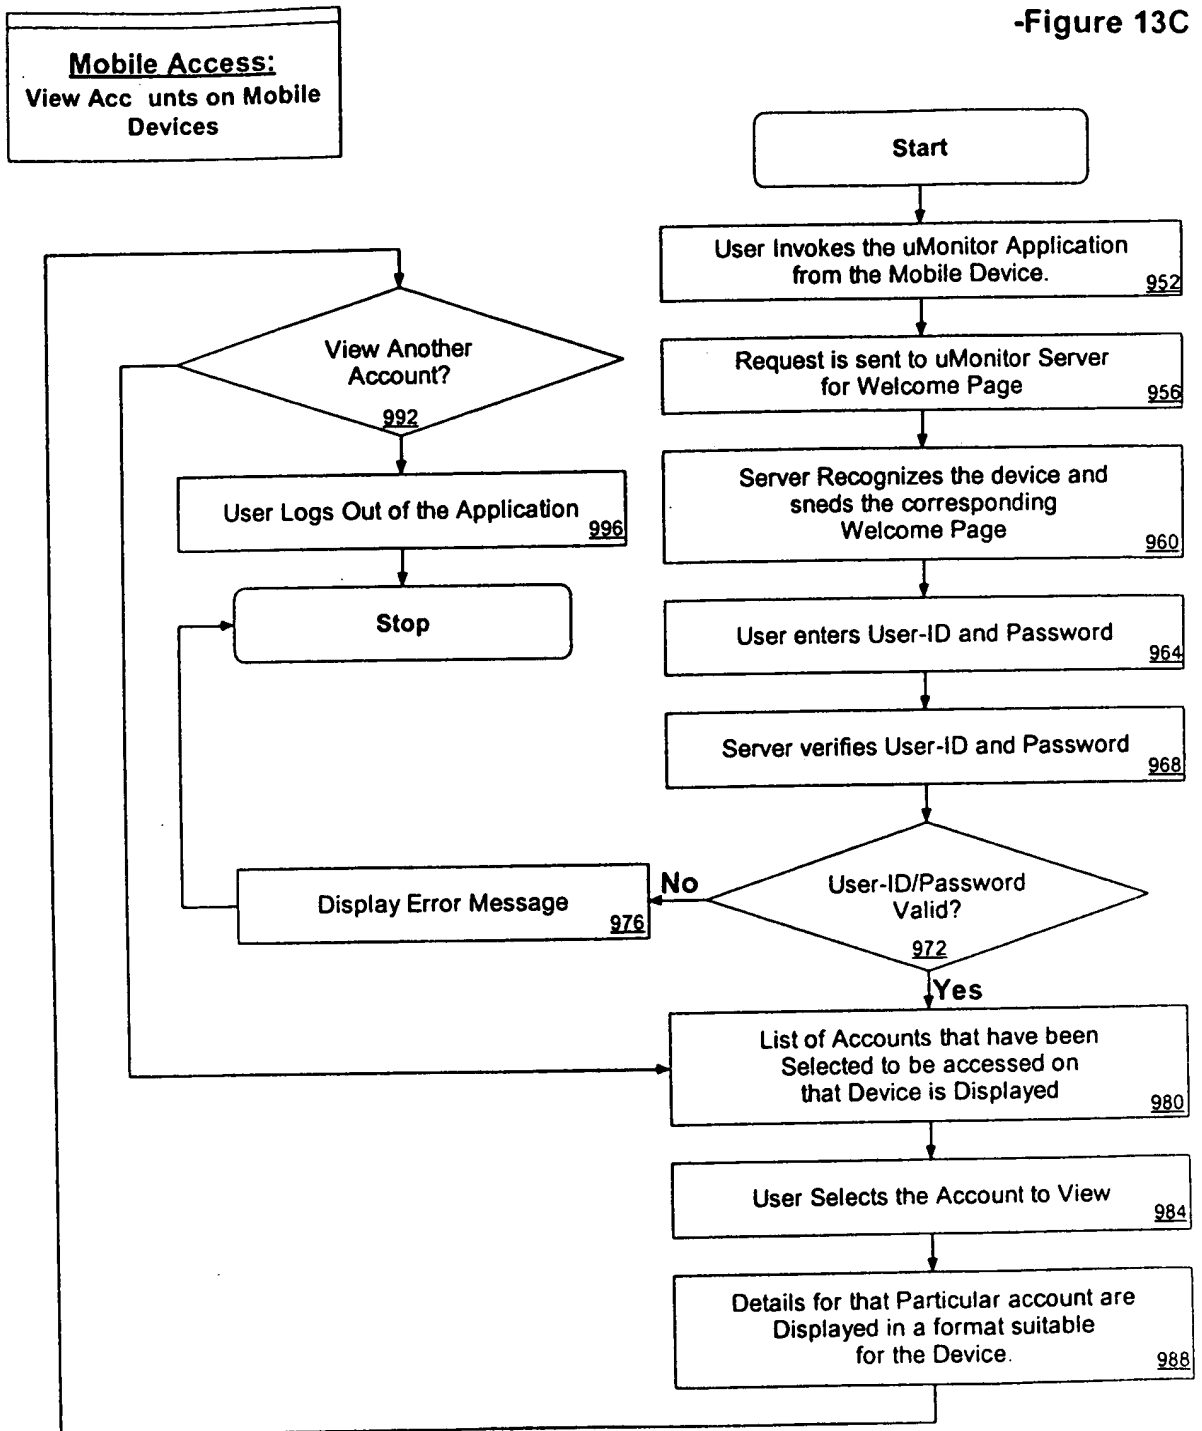 -Figure 13C
Mobile Access:
View Acc unts on Mobile
Devices
Start
User Invokes the uMonitor Application
from the Mobile Device.
952
Request is sent to uMonitor Server
for Welcome Page
956
Server Recognizes the device and
sneds the corresponding
Welcome Page
960
User enters User-ID and Password
964
Server verifies User-ID and Password
968
User-ID/Password
Valid?
972
No
Display Error Message
976
Yes
List of Accounts that have been
Selected to be accessed on
that Device is Displayed
980
User Selects the Account to View
984
Details for that Particular account are
Displayed in a format suitable
for the Device.
988
View Another
Account?
992
User Logs Out of the Application
996
Stop